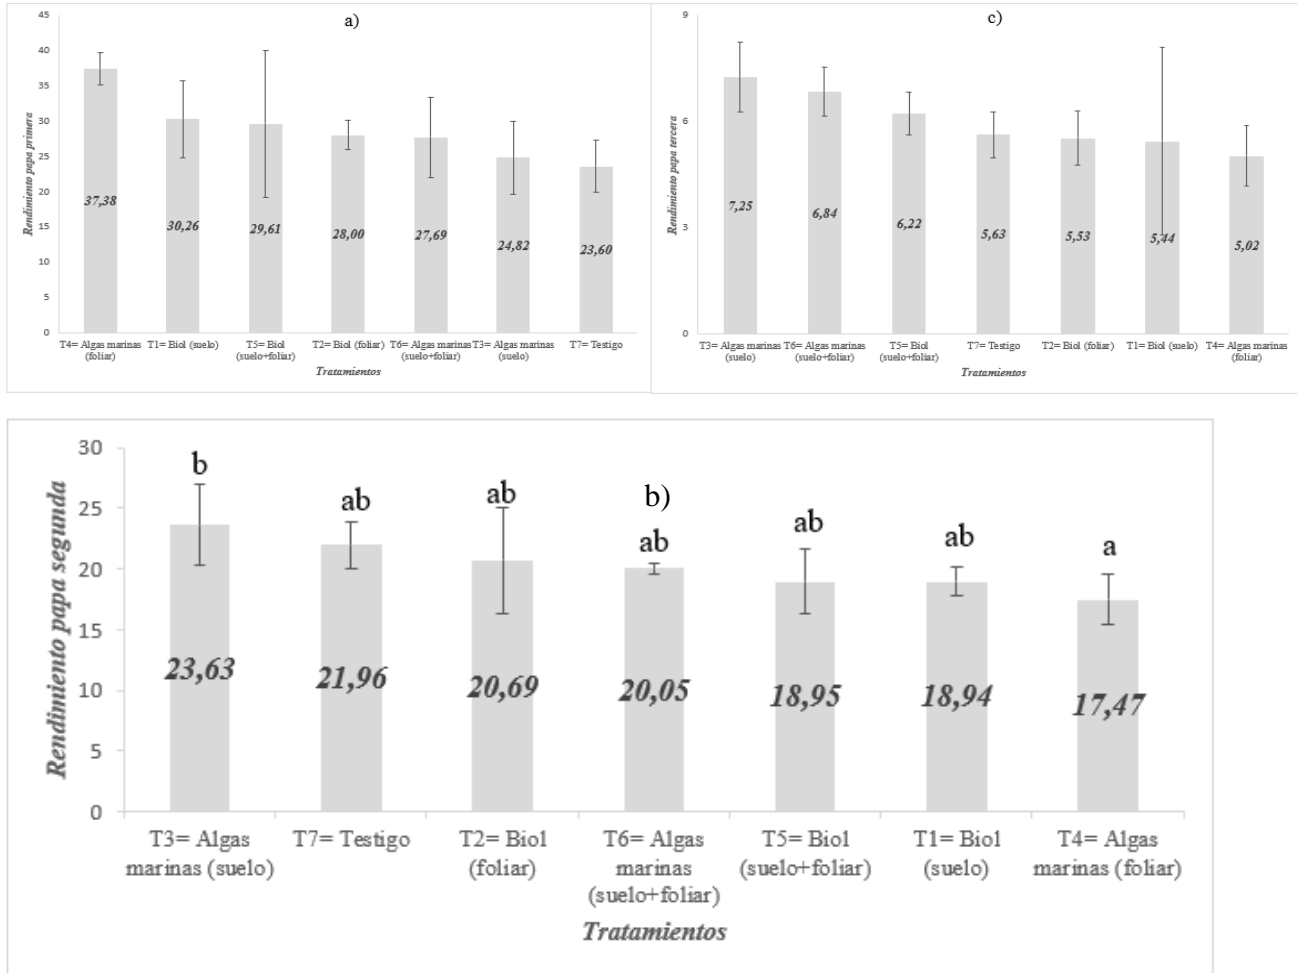 a)
Rendimiento papa primera
45
40
35
30
25
20
15
10
5
0
37,38
30,26
29,61
28,00
27,69
24,82
23,60
T4= Algas marinas
(foliar)
T1= Biol (suelo)
T5= Biol
(suelo+foliar)
T2= Biol (foliar)
T6= Algas marinas
(suelo+foliar)
T3= Algas marinas
(suelo)
T7= Testigo
Tratamientos
c)
Rendimiento papa tercera
9
6
3
0
7,25
6,84
6,22
5,63
5,53
5,44
5,02
T3= Algas marinas
(suelo)
T6= Algas marinas
(suelo+foliar)
T5= Biol
(suelo+foliar)
T7= Testigo
T2= Biol (foliar)
T1= Biol (suelo)
T4= Algas marinas
(foliar)
Tratamientos
b)
Rendimiento papa segunda
30
25
20
15
10
5
0
b
ab
ab
ab
ab
ab
a
23,63
21,96
20,69
20,05
18,95
18,94
17,47
T3= Algas
marinas (suelo)
T7= Testigo
T2= Biol
(foliar)
T6= Algas
marinas
(suelo+foliar)
T5= Biol
(suelo+foliar)
T1= Biol
(suelo)
T4= Algas
marinas (foliar)
Tratamientos